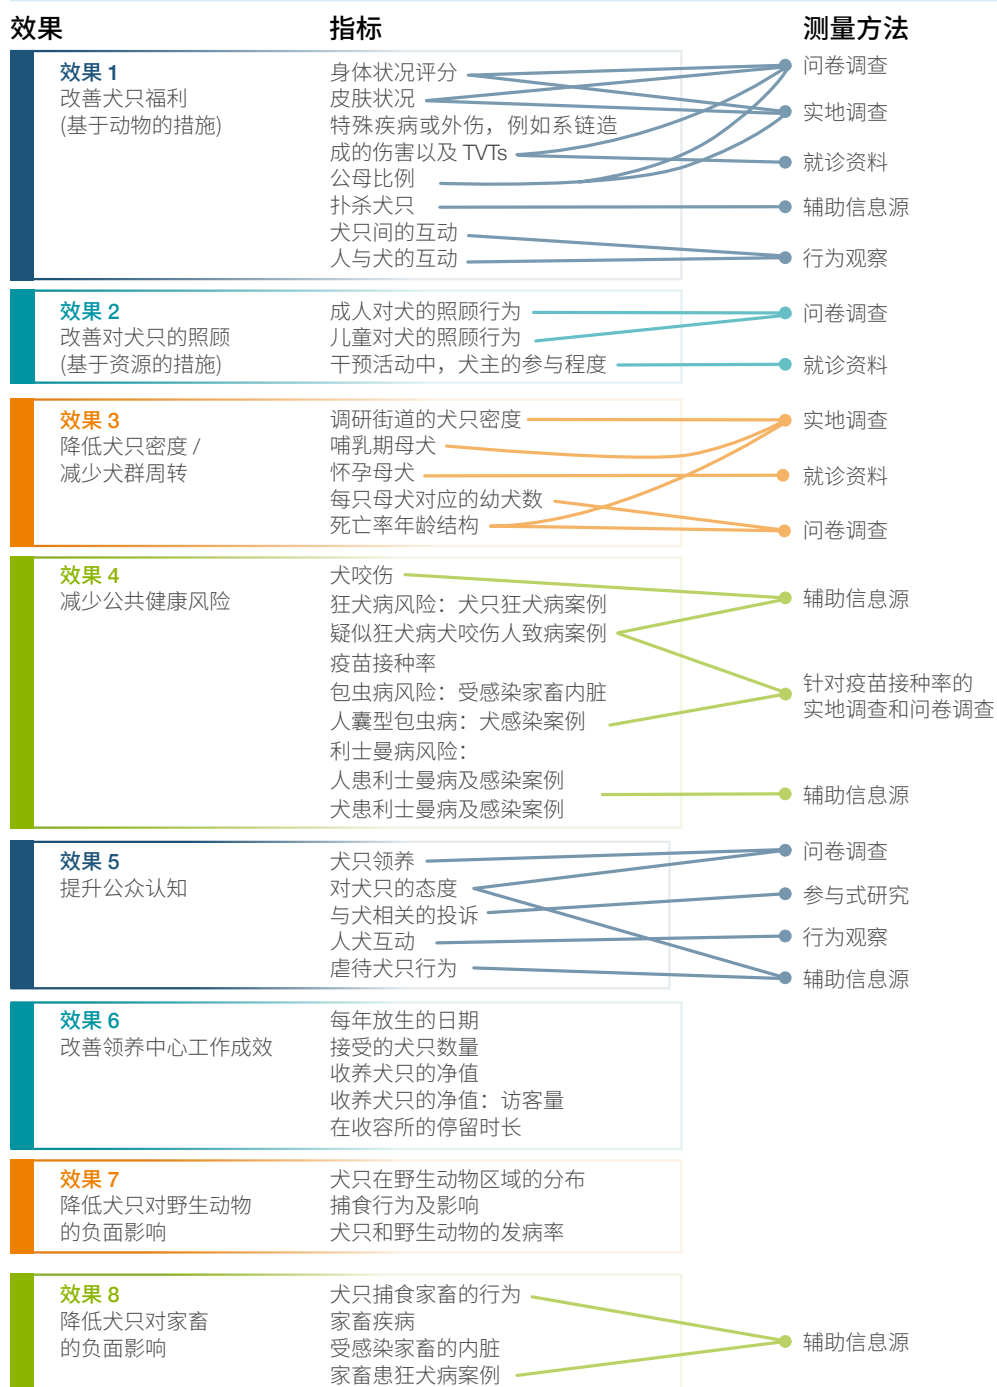 效果
指标
测量方法
效果 1
改善犬只福利
(基于动物的措施)
身体状况评分
皮肤状况
特殊疾病或外伤，例如系链造
成的伤害以及 TVTs
公母比例
扑杀犬只
犬只间的互动
人与犬的互动
问卷调查
实地调查
就诊资料
辅助信息源
行为观察
效果 2
改善对犬只的照顾
(基于资源的措施)
成人对犬的照顾行为
儿童对犬的照顾行为
干预活动中，犬主的参与程度
问卷调查
就诊资料
效果 3
降低犬只密度 /
减少犬群周转
调研街道的犬只密度
哺乳期母犬
怀孕母犬
每只母犬对应的幼犬数
死亡率年龄结构
实地调查
就诊资料
问卷调查
效果 4
减少公共健康风险
犬咬伤
狂犬病风险：犬只狂犬病案例
疑似狂犬病犬咬伤人致病案例
疫苗接种率
包虫病风险：受感染家畜内脏
人囊型包虫病：犬感染案例
利士曼病风险：
人患利士曼病及感染案例
犬患利士曼病及感染案例
辅助信息源
针对疫苗接种率的
实地调查和问卷调查
辅助信息源
效果 5
提升公众认知
犬只领养
对犬只的态度
与犬相关的投诉
人犬互动
虐待犬只行为
问卷调查
参与式研究
行为观察
辅助信息源
效果 6
改善领养中心工作成效
每年放生的日期
接受的犬只数量
收养犬只的净值
收养犬只的净值：访客量
在收容所的停留时长
效果 7
降低犬只对野生动物
的负面影响
犬只在野生动物区域的分布
捕食行为及影响
犬只和野生动物的发病率
效果 8
降低犬只对家畜
的负面影响
犬只捕食家畜的行为
家畜疾病
受感染家畜的内脏
家畜患狂犬病案例
辅助信息源